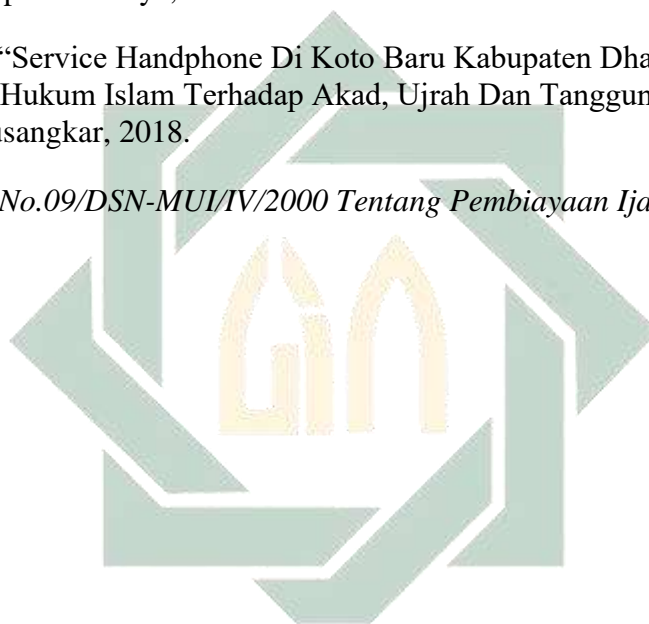 “Service Handphone Di Koto Baru Kabupaten Dha
Hukum Islam Terhadap Akad, Ujrah Dan Tanggun
usangkar, 2018.
No.09/DSN-MUI/IV/2000 Tentang Pembiayaan Ija